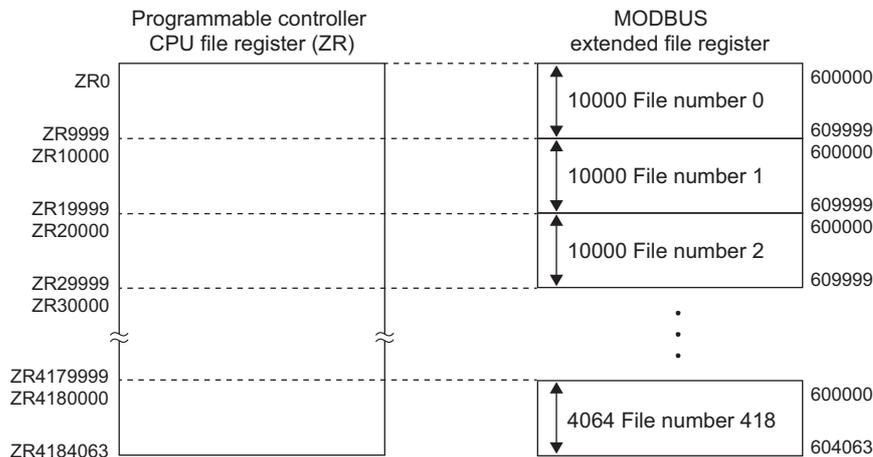 Programmable controller
CPU file register (ZR)
MODBUS
extended file register
ZR0
600000
10000 File number 0
ZR9999
609999
ZR10000
600000
10000 File number 1
ZR19999
609999
ZR20000
600000
10000 File number 2
ZR29999
609999
ZR30000
ZR4179999
ZR4180000
600000
4064 File number 418
ZR4184063
604063